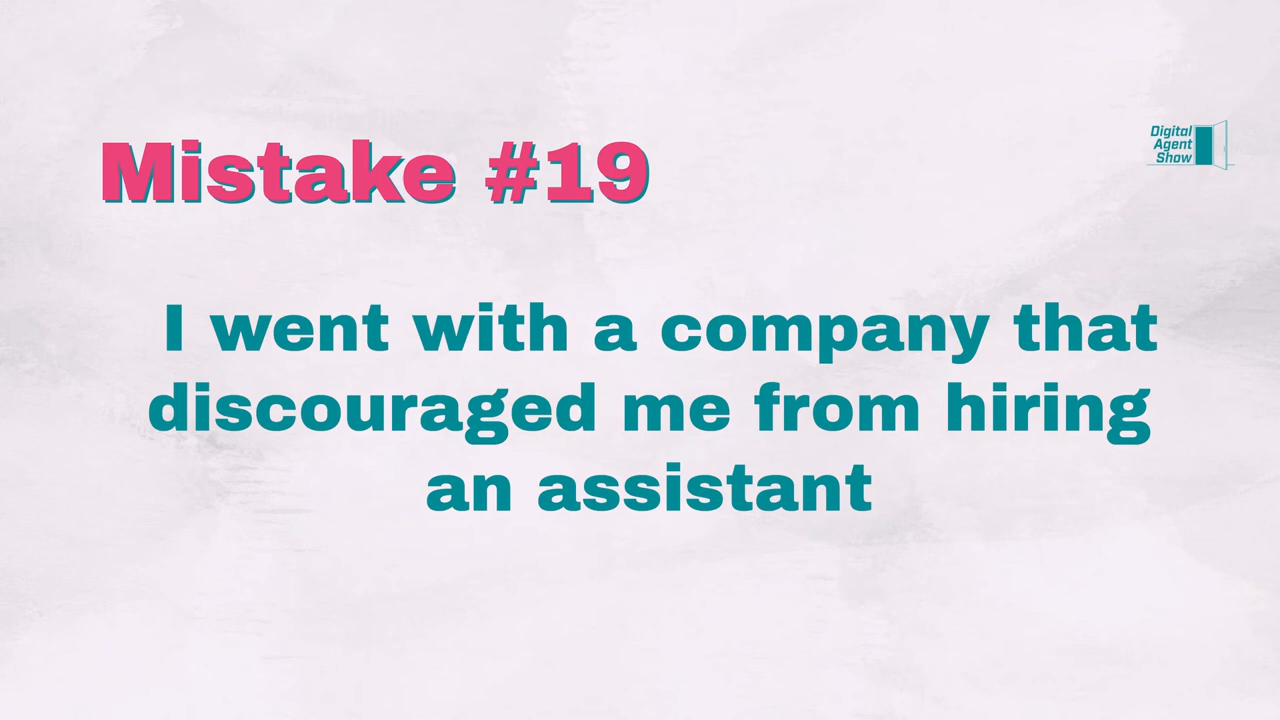 Mistake #19
Digital
Agent
Show
I went with a company that
discouraged me from hiring
an assistant